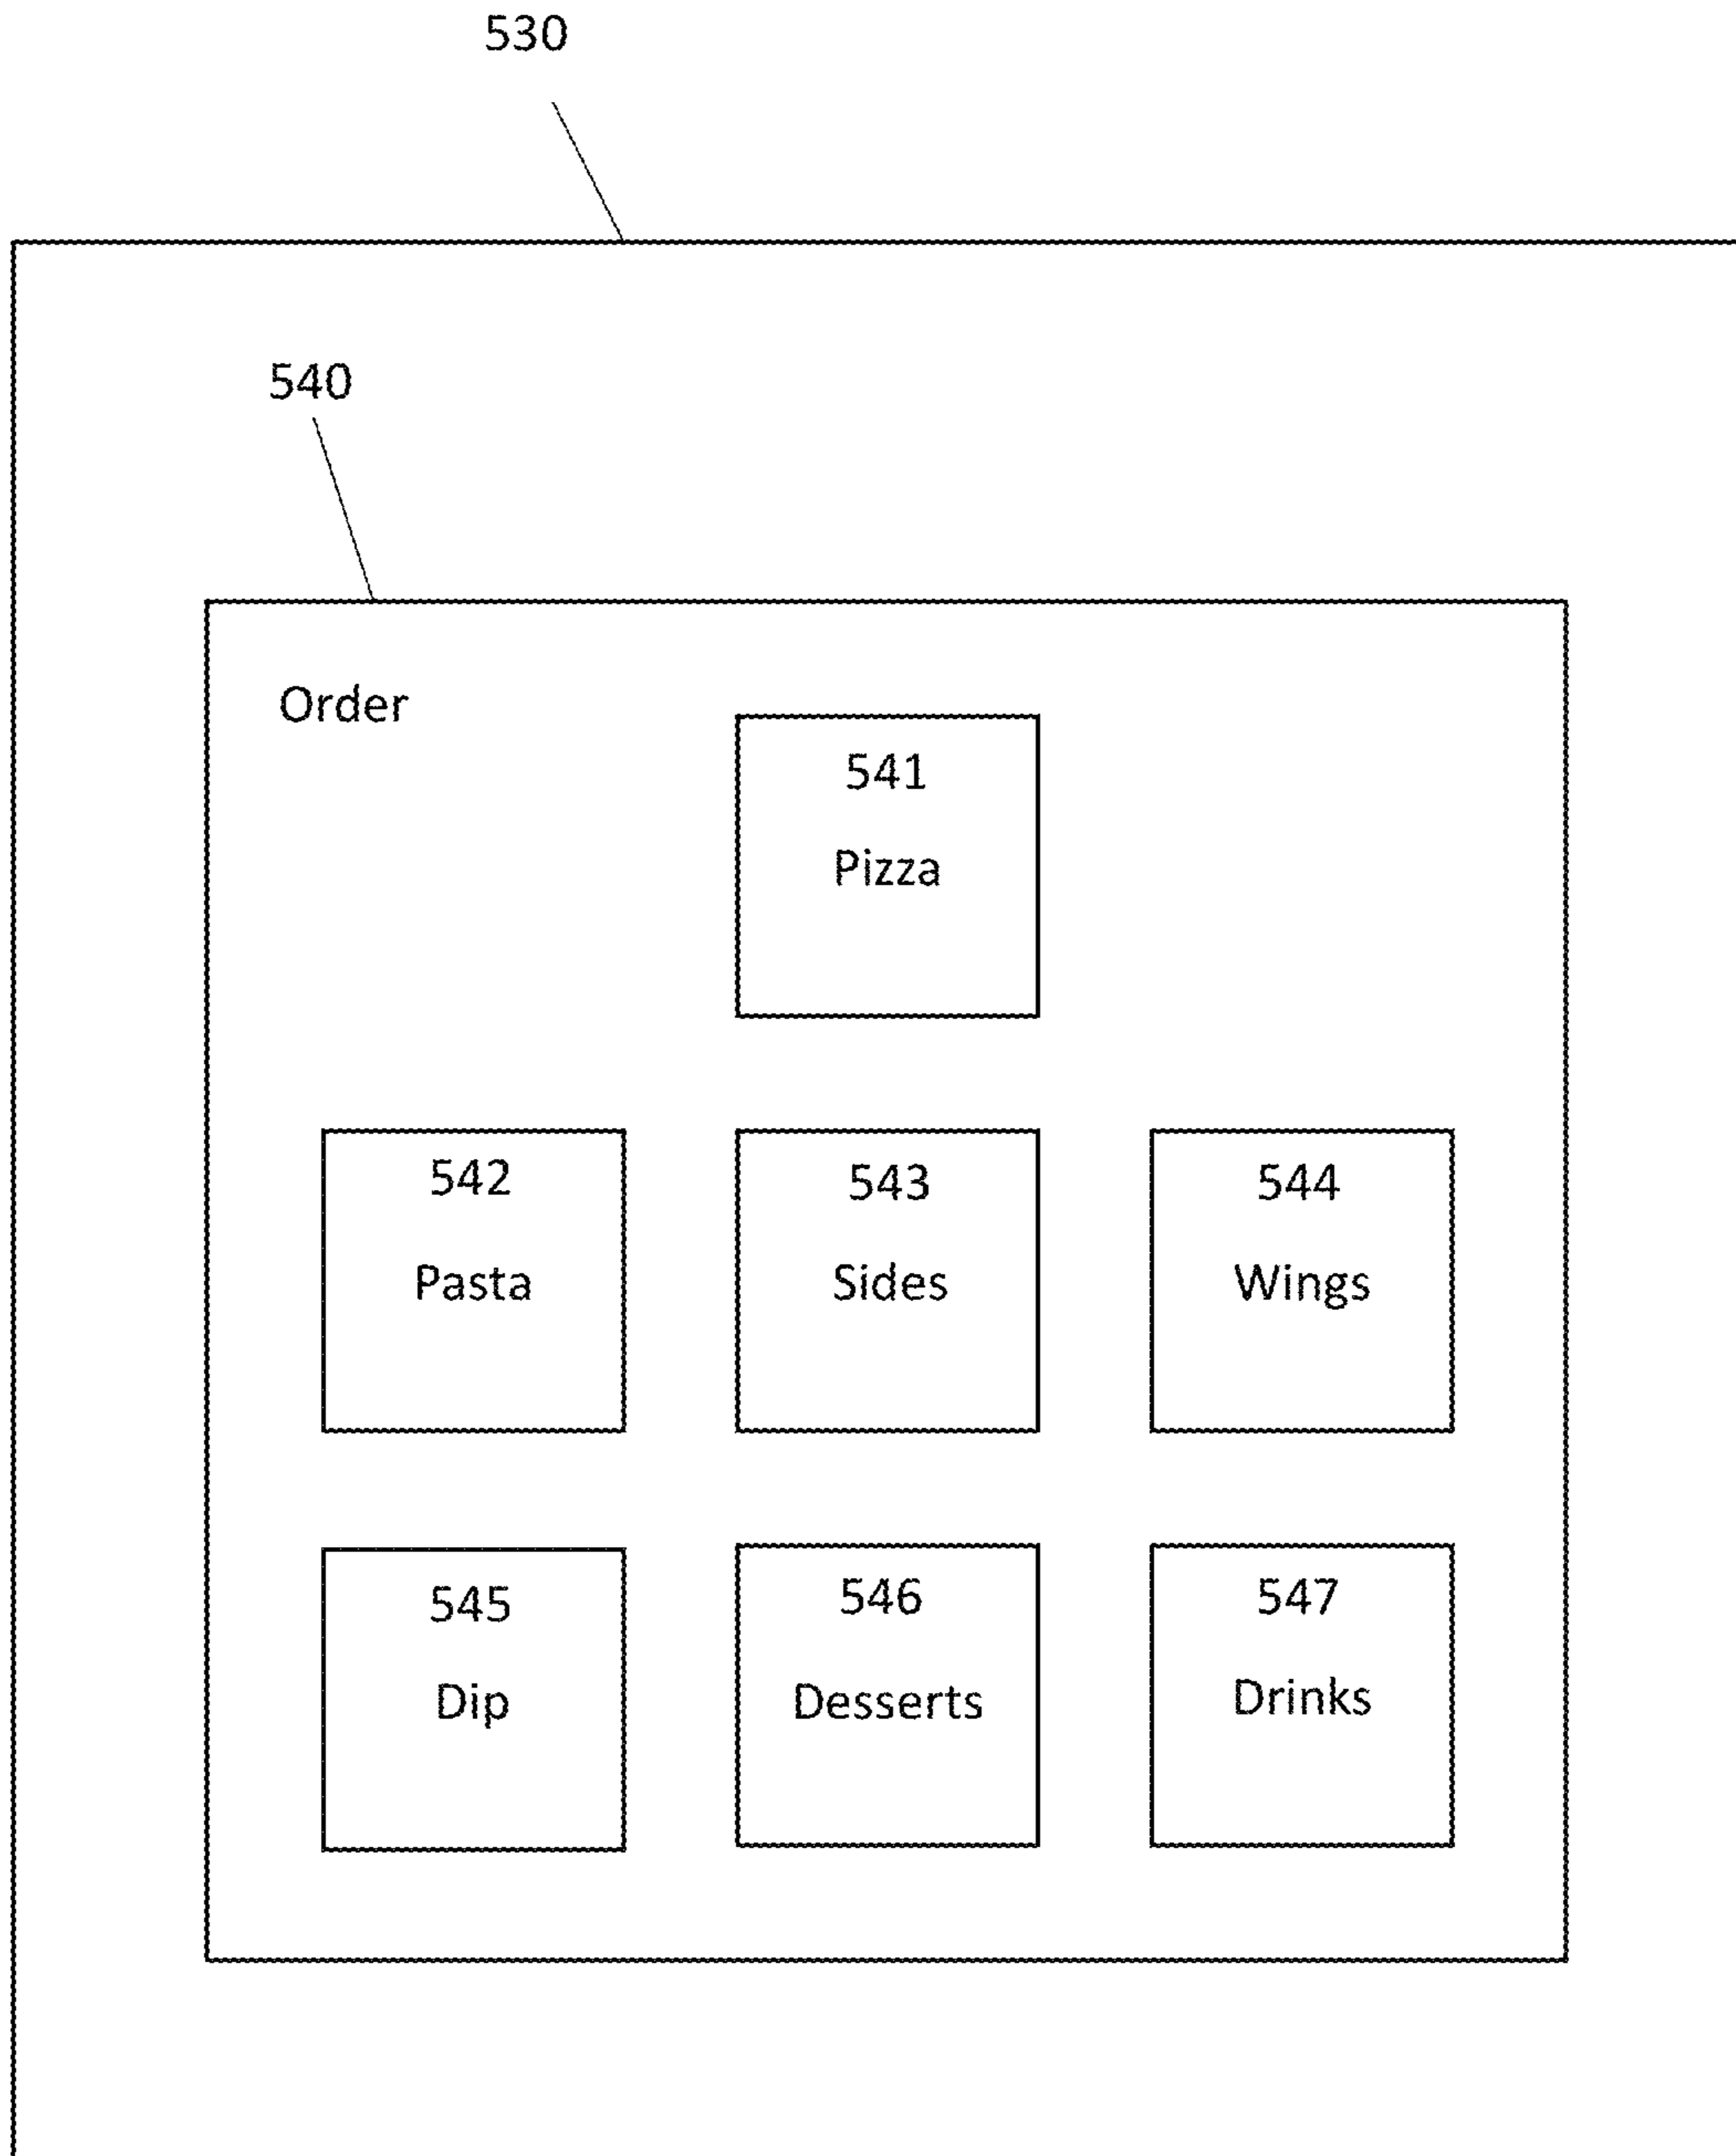 530
540
Order
541
Pizza
542
Pasta
543
Sides
544
Wings
545
Dip
546
Desserts
547
Drinks